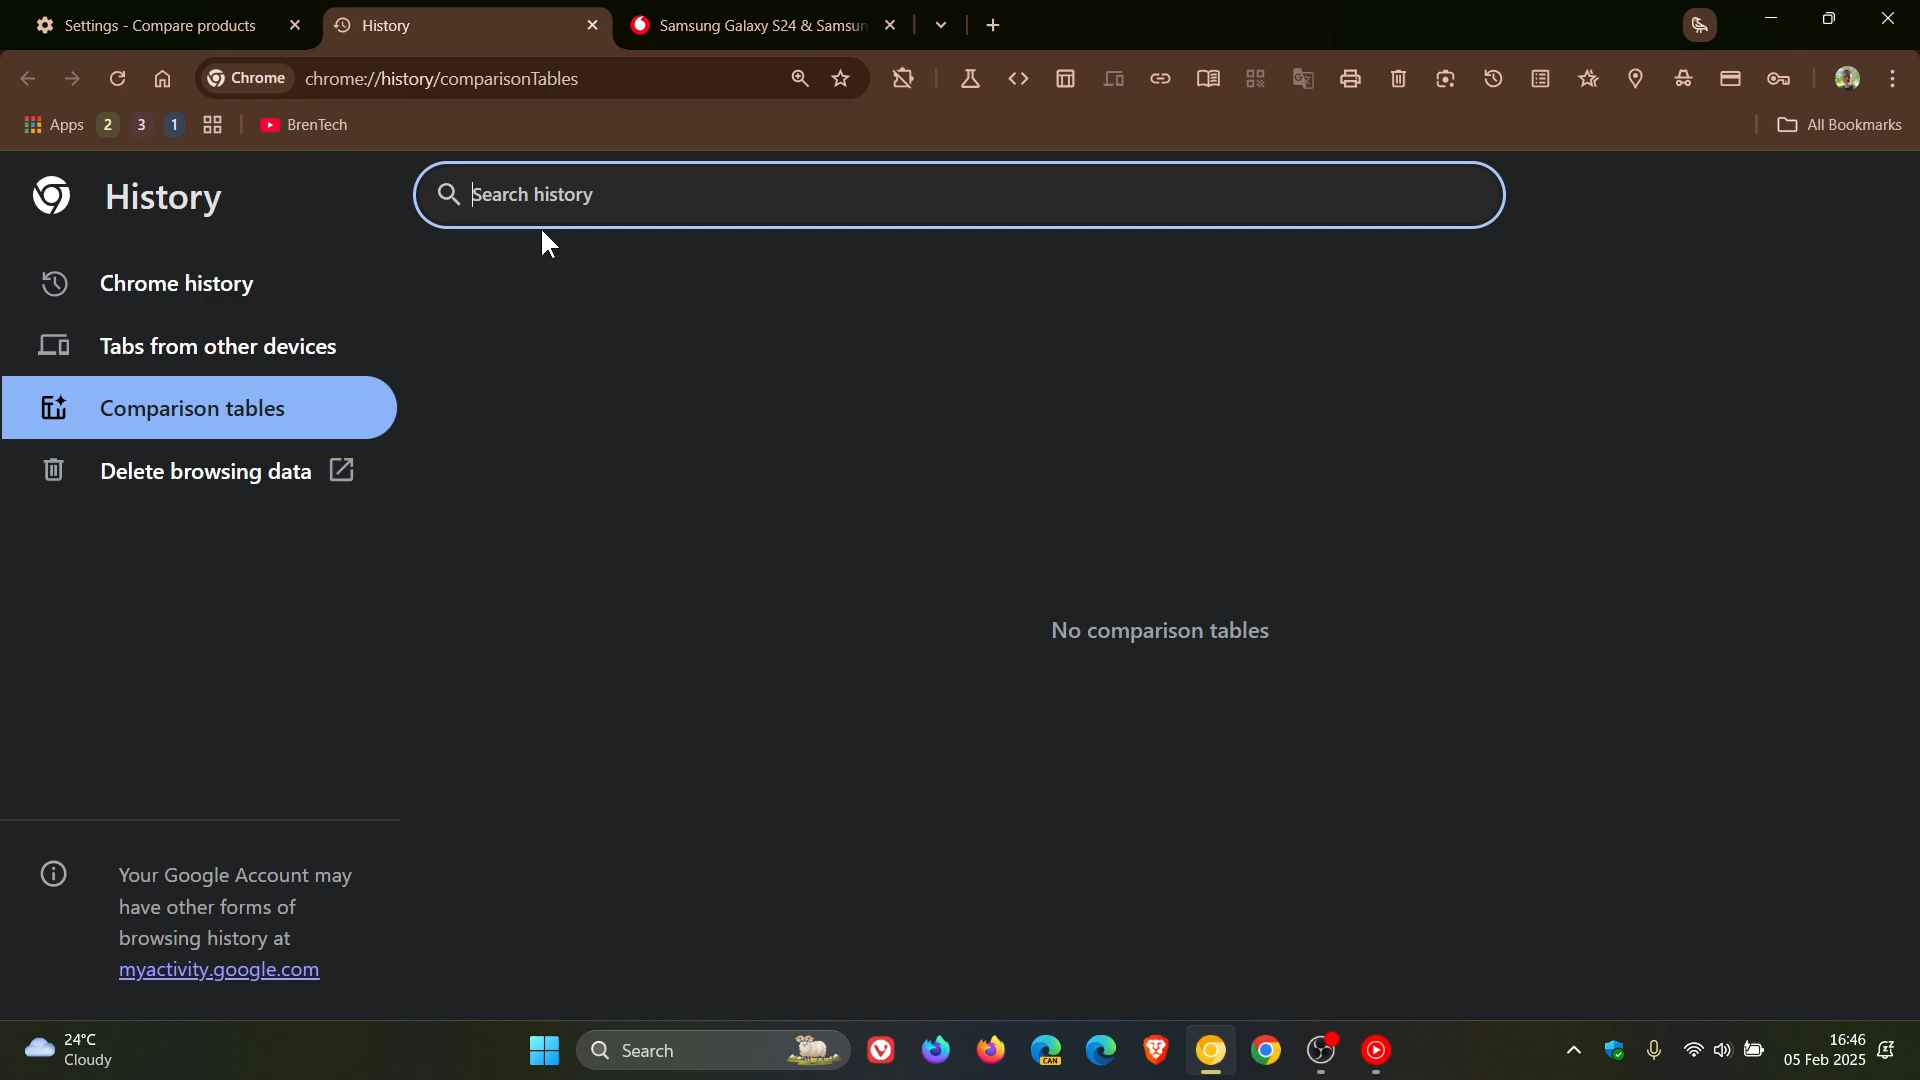 Settings - Compare products
History
Samsung Galaxy S24 & Samsun
Chrome
chrome://history/comparisonTables
Apps
2
3
1
BrenTech
All Bookmarks
History
Search history
Chrome history
Tabs from other devices
Comparison tables
Delete browsing data
No comparison tables
Your Google Account may
have other forms of
browsing history at
myactivity.google.com
24°C
Cloudy
Search
CAN
16:46
05 Feb 2025